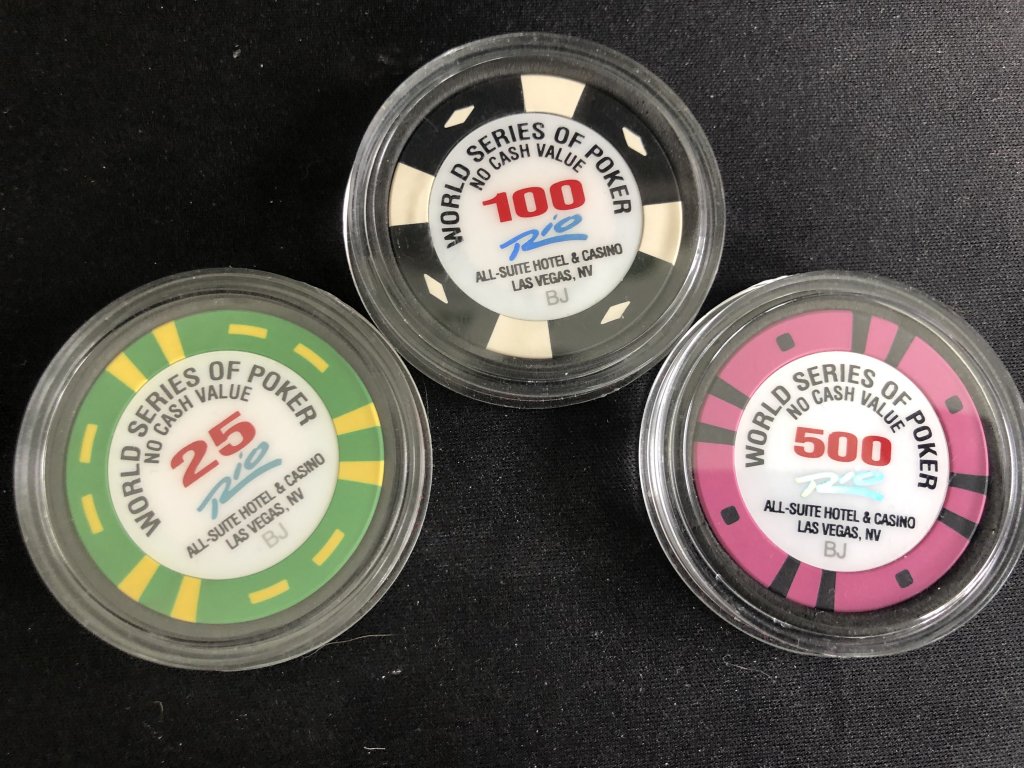 WORLD SERIES OF POKER
NO CASH VALUE
100
Rio
ALL-SUITE HOTEL & CASINO
LAS VEGAS, NV
BJ
WORLD SERIES OF POKER
NO CASH VALUE
25
Rio
ALL-SUITE HOTEL & CASINO
LAS VEGAS, NV
BJ
WORLD SERIES OF POKER
NO CASH VALUE
500
Rio
ALL-SUITE HOTEL & CASINO
LAS VEGAS, NV
BJ